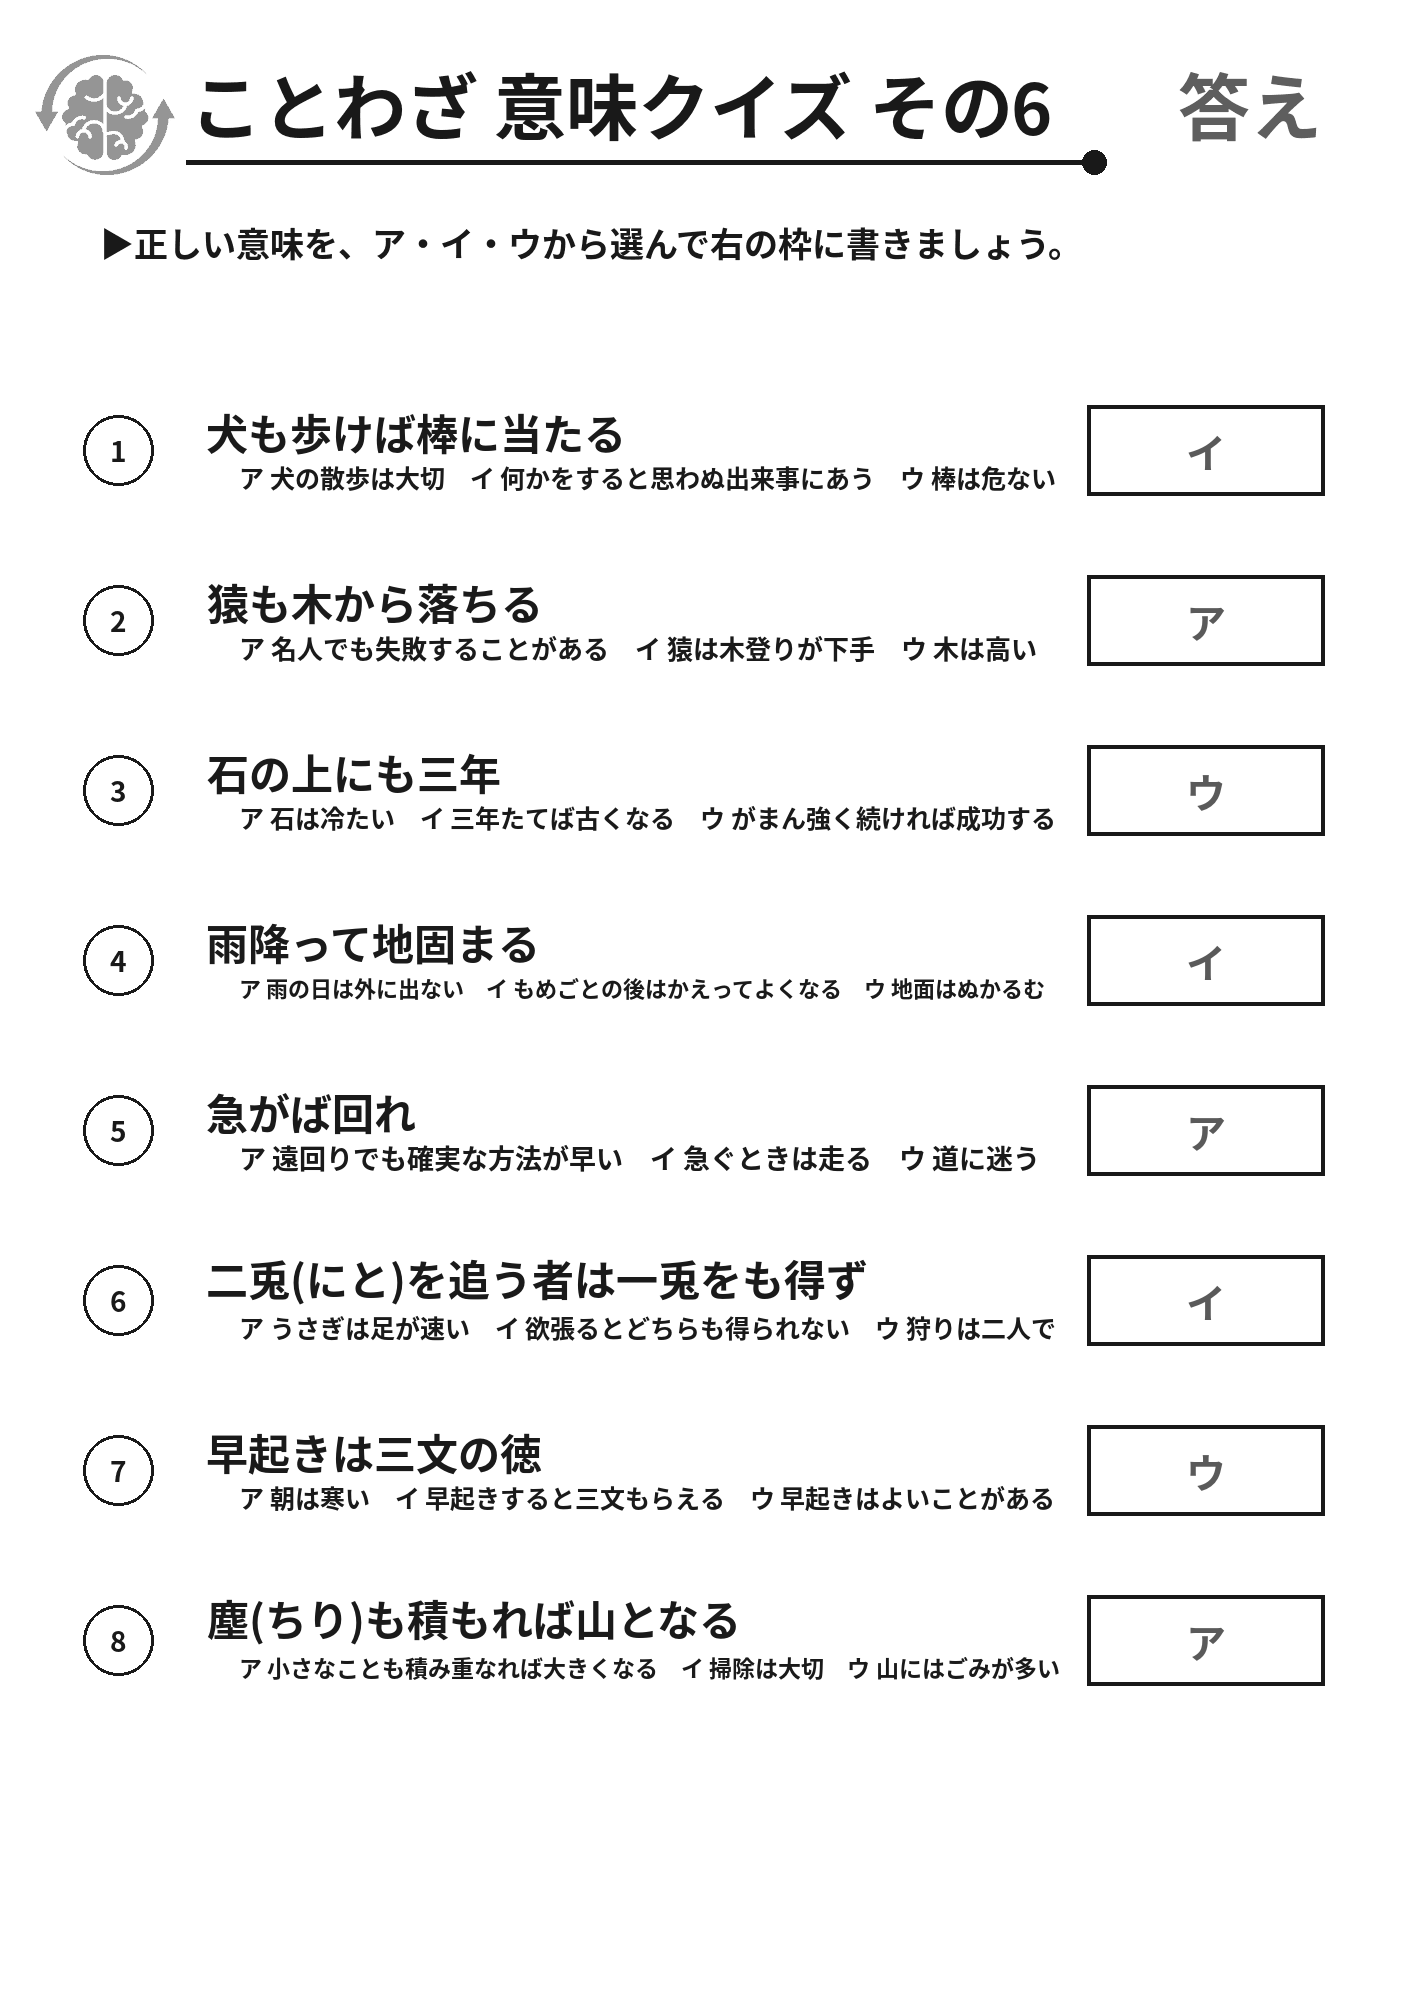 ことわざ 意味クイズ その6 答え
▶正しい意味を、ア・イ・ウから選んで右の枠に書きましょう。
1 犬も歩けば棒に当たる イ
ア 犬の散歩は大切 イ 何かをすると思わぬ出来事にあう ウ 棒は危ない
2 猿も木から落ちる ア
ア 名人でも失敗することがある イ 猿は木登りが下手 ウ 木は高い
3 石の上にも三年 ウ
ア 石は冷たい イ 三年たてば古くなる ウ がまん強く続ければ成功する
4 雨降って地固まる イ
ア 雨の日は外に出ない イ もめごとの後はかえってよくなる ウ 地面はぬかるむ
5 急がば回れ ア
ア 遠回りでも確実な方法が早い イ 急ぐときは走る ウ 道に迷う
6 二兎(にと)を追う者は一兎をも得ず イ
ア うさぎは足が速い イ 欲張るとどちらも得られない ウ 狩りは二人で
7 早起きは三文の徳 ウ
ア 朝は寒い イ 早起きすると三文もらえる ウ 早起きはよいことがある
8 塵(ちり)も積もれば山となる ア
ア 小さなことも積み重なれば大きくなる イ 掃除は大切 ウ 山にはごみが多い